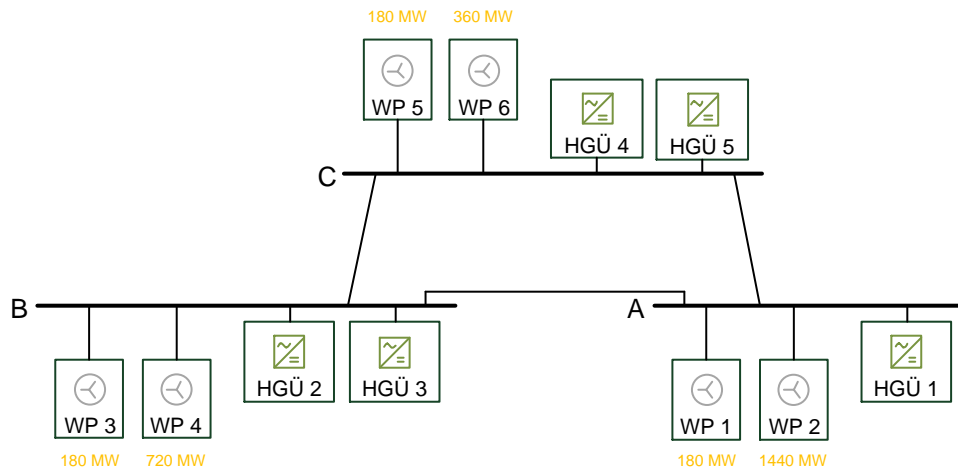 180 MW 360 MW
WP 5 WP 6 HGÜ 4 HGÜ 5
C
B A
HGÜ 2 HGÜ 3 HGÜ 1
WP 3 WP 4 WP 1 WP 2
180 MW 720 MW 180 MW 1440 MW